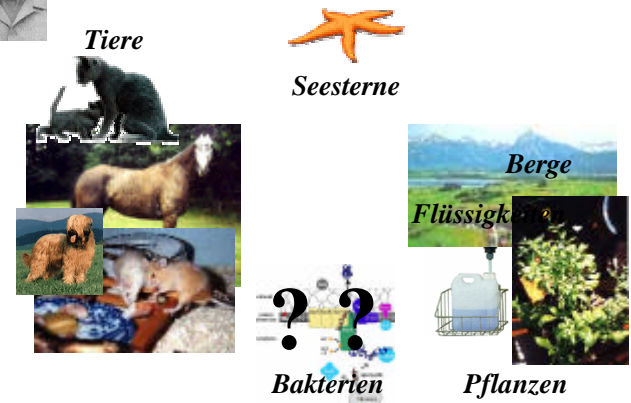 Tiere
Seesterne
Berge
Flüssigkeiten
? ?
Bakterien
Pflanzen